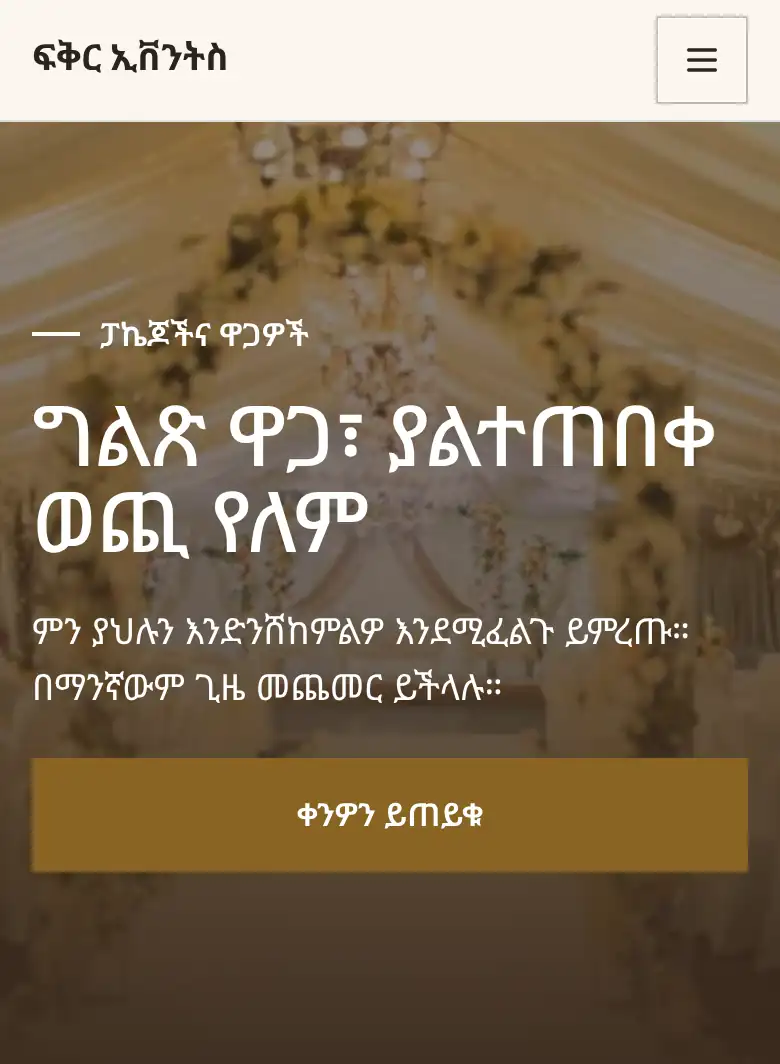 ፍቅር ኢቨንትስ
ፓኬጆችና ዋጋዎች
ግልጽ ዋጋ፣ ያልተጠበቀ
ወጪ የለም
ምን ያህሉን እንድንሸከምልዎ እንደሚፈልጉ ይምረጡ።
በማንኛውም ጊዜ መጨመር ይችላሉ።
ቀንዎን ይጠይቁ